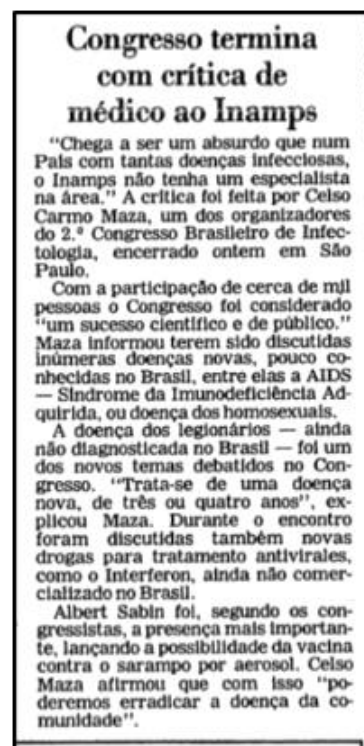 Congresso termina
com crítica de
médico ao Inamps
"Chega a ser um absurdo que num
País com tantas doenças infecciosas,
o Inamps não tenha um especialista
na área." A crítica foi feita por Celso
Carmo Maza, um dos organizadores
do 2.º Congresso Brasileiro de Infec-
tologia, encerrado ontem em São
Paulo.
Com a participação de cerca de mil
pessoas o Congresso foi considerado
"um sucesso científico e de público."
Maza informou terem sido discutidas
inúmeras doenças novas, pouco co-
nhecidas no Brasil, entre elas a AIDS
— Síndrome da Imunodeficiência Ad-
quirida, ou doença dos homosexuais.
A doença dos legionários — ainda
não diagnosticada no Brasil — foi um
dos novos temas debatidos no Con-
gresso. "Trata-se de uma doença
nova, de três ou quatro anos", ex-
plicou Maza. Durante o encontro
foram discutidas também novas
drogas para tratamento antivirales,
como o Interferon, ainda não comer-
cializado no Brasil.
Albert Sabin foi, segundo os con-
gressistas, a presença mais importan-
te, lançando a possibilidade da vacina
contra o sarampo por aerosol. Celso
Maza afirmou que com isso "po-
deremos erradicar a doença da co-
munidade".